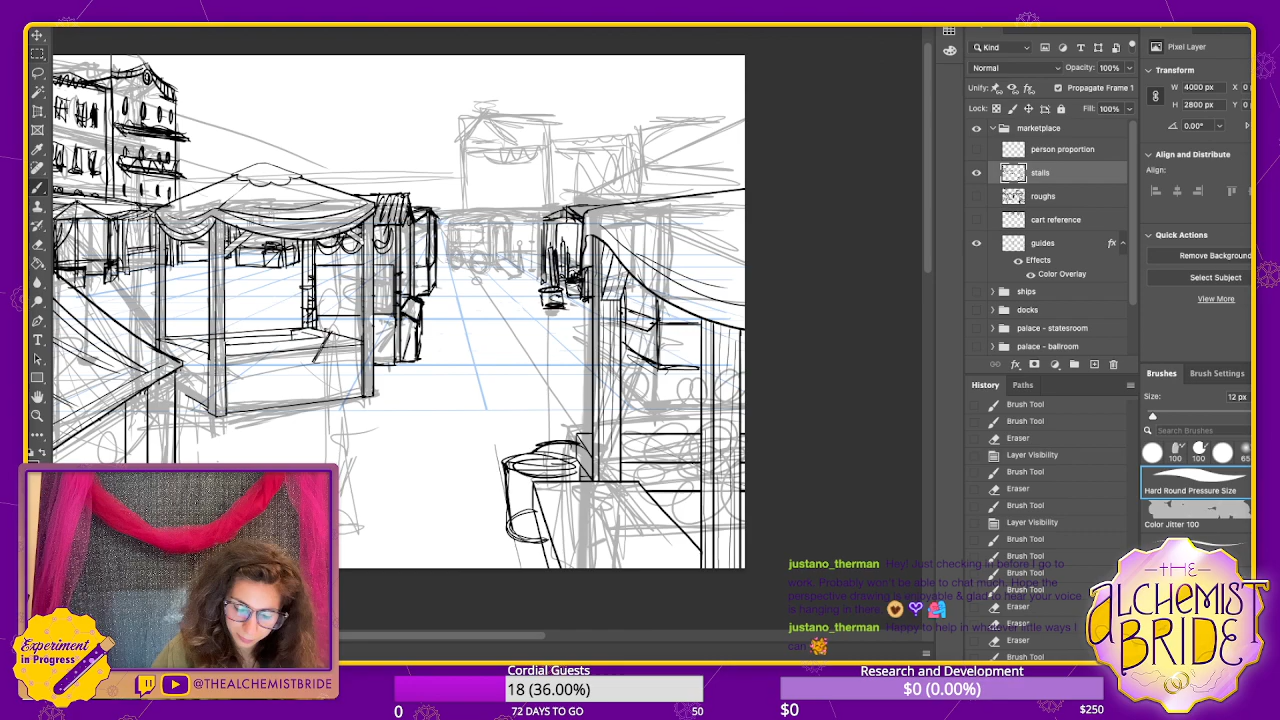 Kind
Normal
Opacity: 100%
Unify:
Propagate Frame 1
Lock:
Fill: 100%
marketplace
person proportion
stalls
roughs
cart reference
guides
fx
Effects
Color Overlay
ships
docks
palace - statesroom
palace - ballroom
fx
History
Paths
Brush Tool
Brush Tool
Eraser
Layer Visibility
Brush Tool
Eraser
Brush Tool
Layer Visibility
Brush Tool
Brush Tool
Brush Tool
Brush Tool
Eraser
Eraser
Eraser
Brush Tool
Pixel Layer
Transform
W 4000 px
X 0
H 2800 px
Y 0
0.00°
Align and Distribute
Align:
Quick Actions
Remove Background
Select Subject
View More
Brushes
Brush Settings
Size:
12 px
Search Brushes
100
100
65
Hard Round Pressure Size
Color Jitter 100
justano_therman Hey! Just checking in before I go to
work. Probably won't be able to chat much. Hope the
perspective drawing is enjoyable & glad to hear your voice
is hanging in there.
justano_therman Happy to help in whatever little ways I
can
THE
ALCHEMIST
BRIDE
Experiment
in Progress
@THEALCHEMISTBRIDE
Cordial Guests
18 (36.00%)
0
72 DAYS TO GO
50
Research and Development
$0 (0.00%)
$0
$250